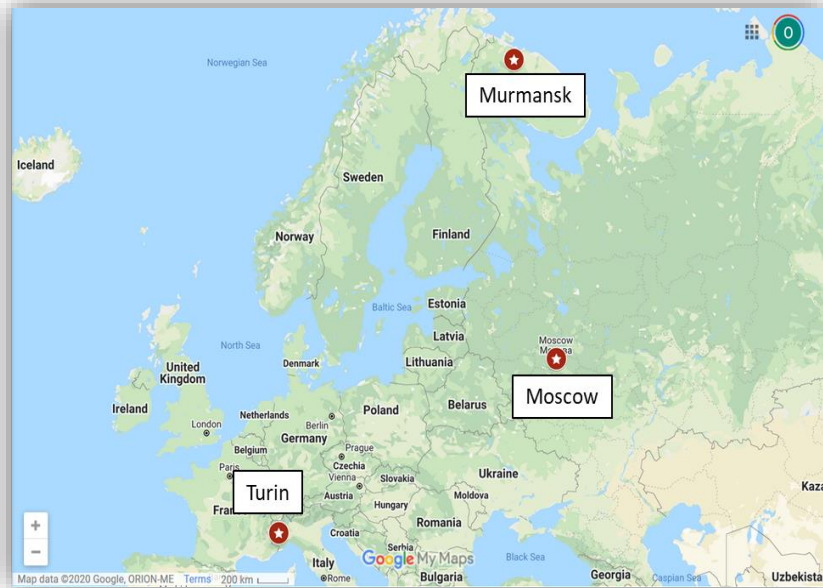 O
Norwegian Sea
Murmansk
Iceland
Sweden
Norway
Finland
Baltic Sea
Estonia
North Sea
Latvia
Moscow
Denmark
Lithuania
United
Kingdom
Moscow
Ireland
Netherlands
Poland
Belarus
London
Berlin
Germany
Belgium
Prague
Paris
Czechia
Vienna
Slovakia
Ukraine
Kaza
Turin
Austria
Moldova
Hungary
Fran
Romania
Croatia
Serbia
Google My Maps
Black Sea
Italy
Rome
Bulgaria
Georgia
Caspian Sea
Uzbekista
+
−
Map data ©2020 Google, ORION-ME Terms 200 km